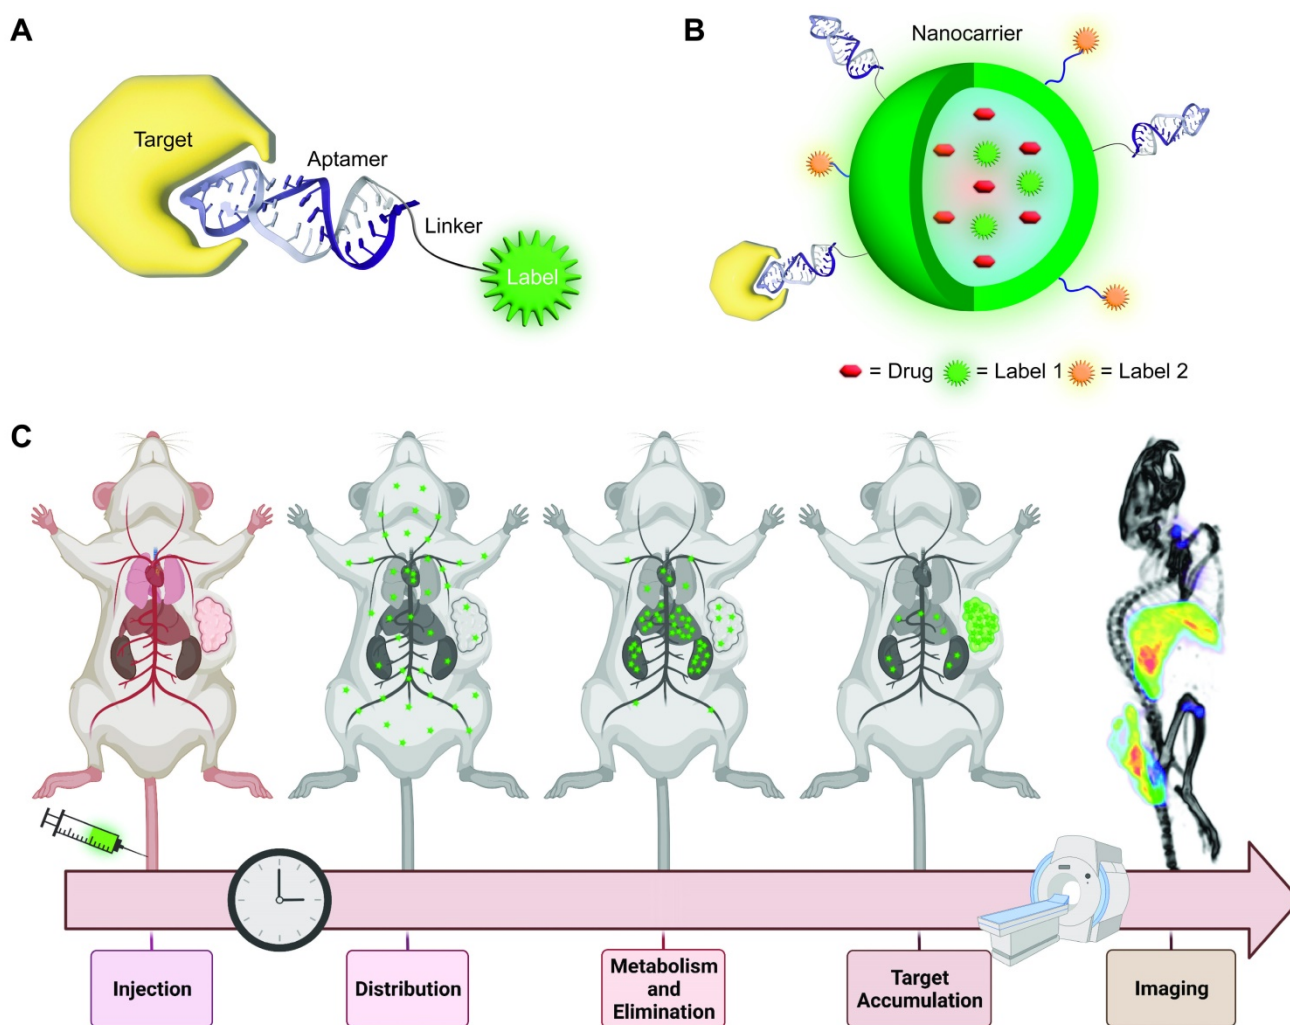 A
Target
Aptamer
Linker
Label
B
Nanocarrier
= Drug = Label 1 = Label 2
C
Injection
Distribution
Metabolism
and
Elimination
Target
Accumulation
Imaging